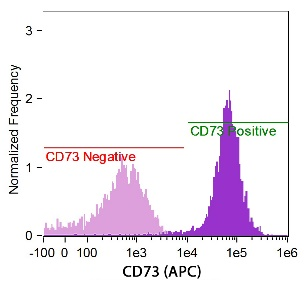 Normalized Frequency
3
2
1
0
CD73 Positive
CD73 Negative
-100 0 100 1e3 1e4 1e5 1e6
CD73 (APC)